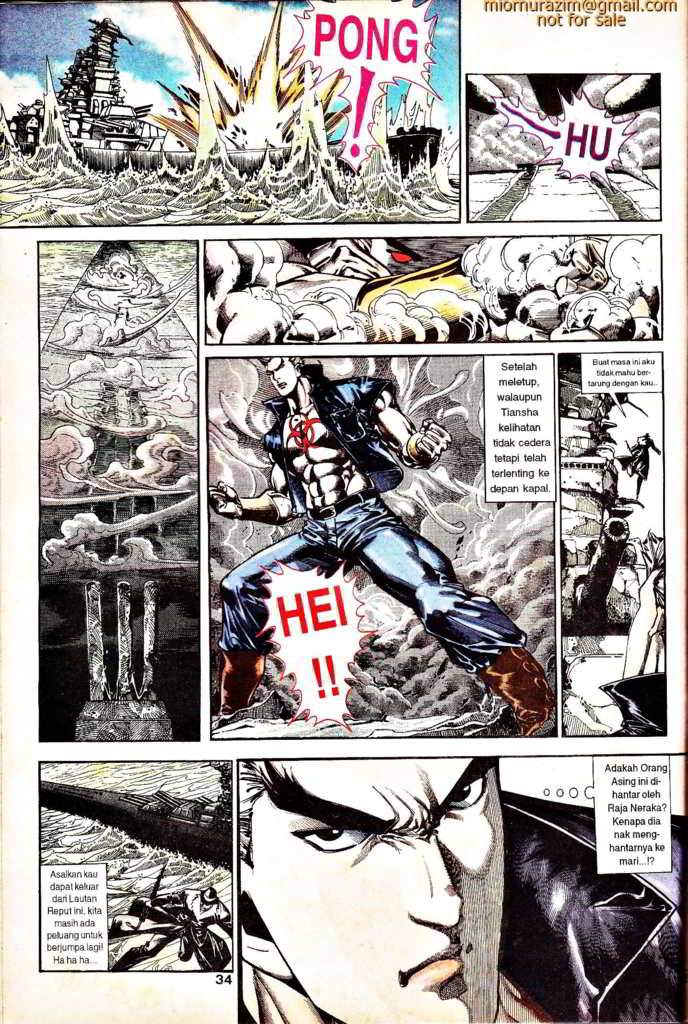 miomurazim@gmail.com
not for sale
PONG
!
HU
Setelah
meletup,
walaupun
Tiansha
kelihatan
tidak cedera
tetapi telah
terlenting ke
depan kapal.
Buat masa ini aku
tidak mahu ber-
tarung dengan kau..
HEI
!!
Asalkan kau
dapat keluar
dari Lautan
Reput ini, kita
masih ada
peluang untuk
berjumpa lagi!
Ha ha ha...
Adakah Orang
Asing ini di-
hantar oleh
Raja Neraka?
Kenapa dia
nak meng-
hantarnya ke
mari...!?
34